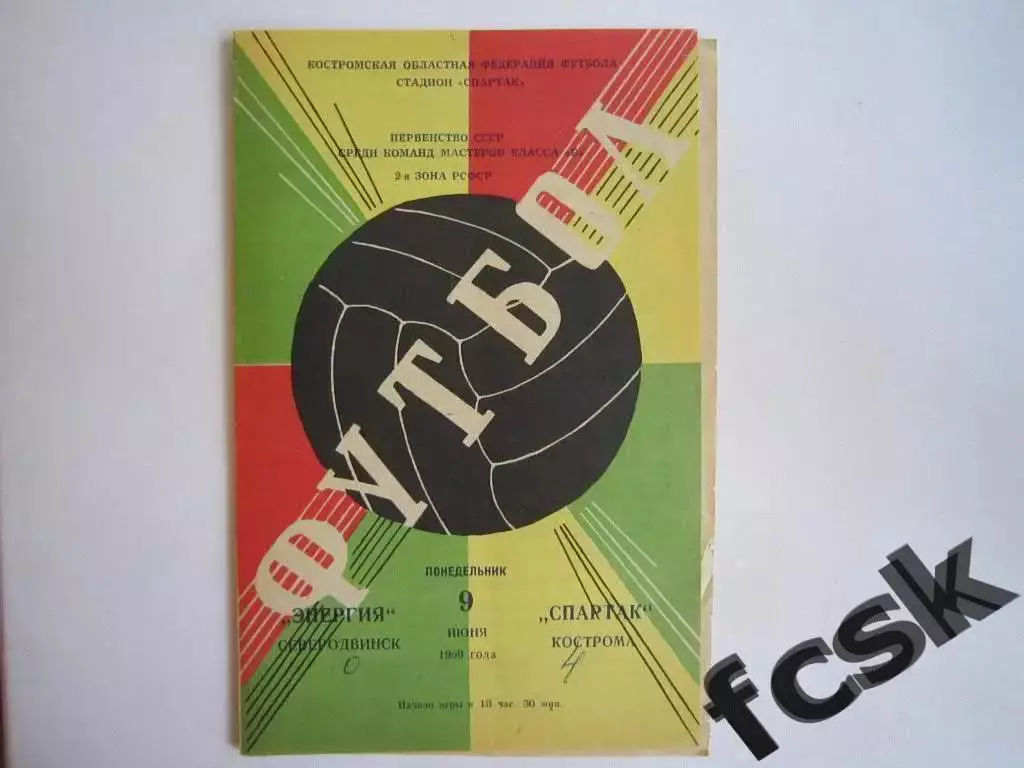 КОСТРОМСКАЯ ОБЛАСТНАЯ ФЕДЕРАЦИЯ ФУТБОЛА
СТАДИОН «СПАРТАК»
ПЕРВЕНСТВО СССР
СРЕДИ КОМАНД МАСТЕРОВ КЛАССА «Б»
2-я ЗОНА РСФСР
ФУТБОЛ
ПОНЕДЕЛЬНИК
9
ИЮНЯ
1969 года
„ЭНЕРГИЯ"
СЕВЕРОДВИНСК
0
„СПАРТАК"
КОСТРОМА
4
Начало игры в 18 час. 30 мин.
fcsk